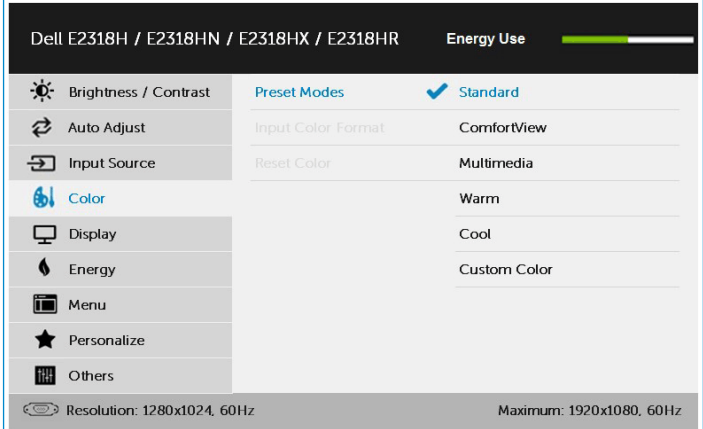 Dell E2318H / E2318HN / E2318HX / E2318HR Energy Use
Brightness / Contrast Preset Modes Standard
Auto Adjust Input Color Format ComfortView
Input Source Reset Color Multimedia
Color Warm
Display Cool
Energy Custom Color
Menu
Personalize
Others
Resolution: 1280x1024, 60Hz Maximum: 1920x1080, 60Hz